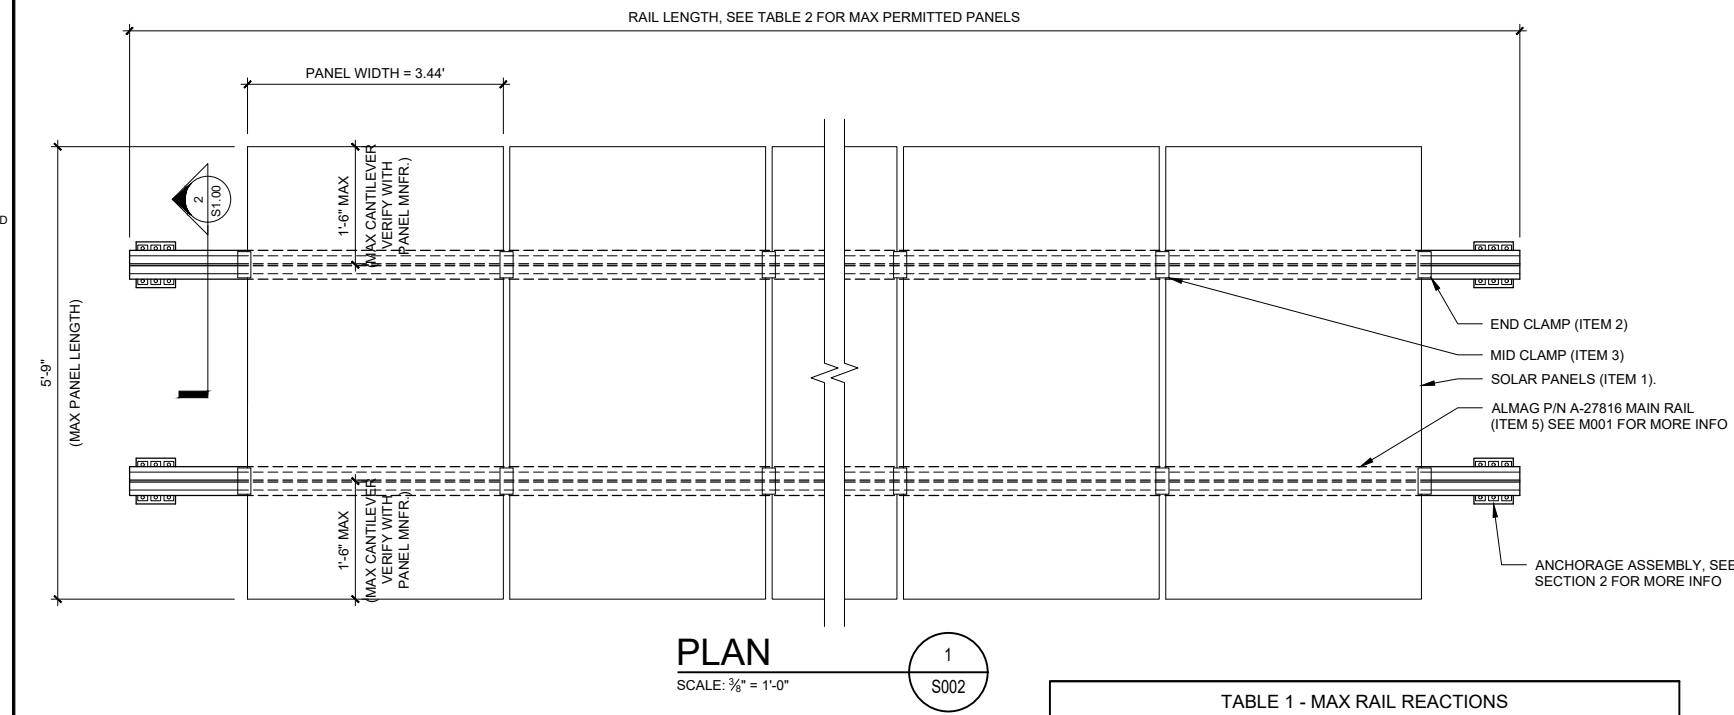 RAIL LENGTH, SEE TABLE 2 FOR MAX PERMITTED PANELS
PANEL WIDTH = 3.44'
1'-6" MAX
(MAX CANTILEVER
VERIFY WITH
PANEL MNFR.)
2
S1.00
D
5'-9"
(MAX PANEL LENGTH)
END CLAMP (ITEM 2)
MID CLAMP (ITEM 3)
SOLAR PANELS (ITEM 1).
ALMAG P/N A-27816 MAIN RAIL
(ITEM 5) SEE M001 FOR MORE INFO
1'-6" MAX
(MAX CANTILEVER
VERIFY WITH
PANEL MNFR.)
ANCHORAGE ASSEMBLY, SEE
SECTION 2 FOR MORE INFO
PLAN
SCALE: ⅜" = 1'-0"
1
S002
TABLE 1 - MAX RAIL REACTIONS